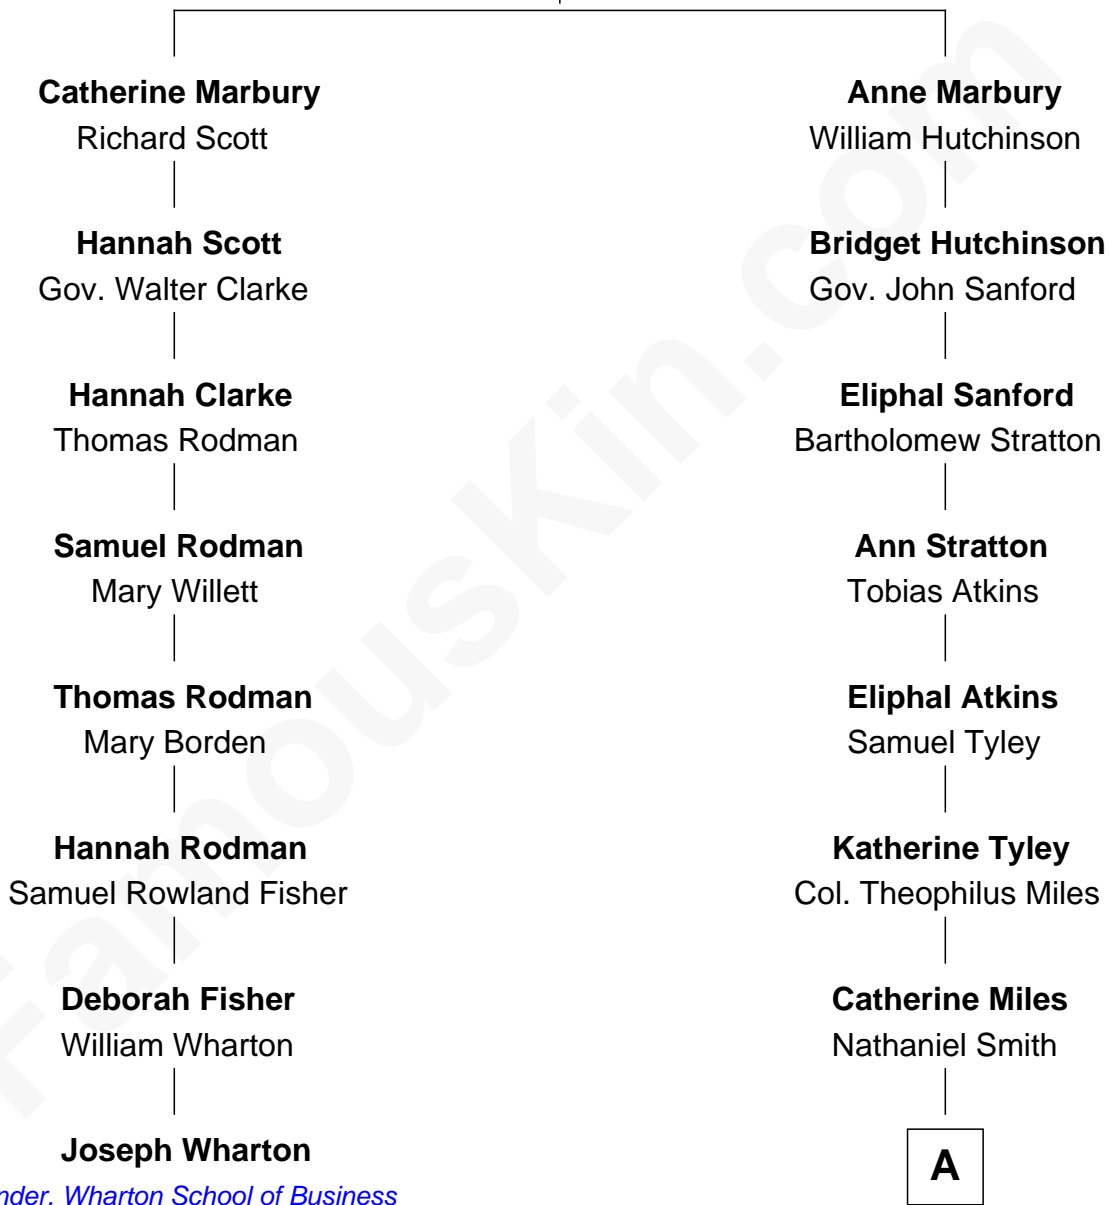 Catherine Marbury
Richard Scott
Anne Marbury
William Hutchinson
Hannah Scott
Gov. Walter Clarke
Bridget Hutchinson
Gov. John Sanford
Hannah Clarke
Thomas Rodman
Eliphal Sanford
Bartholomew Stratton
Samuel Rodman
Mary Willett
Ann Stratton
Tobias Atkins
Thomas Rodman
Mary Borden
Eliphal Atkins
Samuel Tyley
Hannah Rodman
Samuel Rowland Fisher
Katherine Tyley
Col. Theophilus Miles
Deborah Fisher
William Wharton
Catherine Miles
Nathaniel Smith
Joseph Wharton
nder, Wharton School of Business
A
FamousKin.com